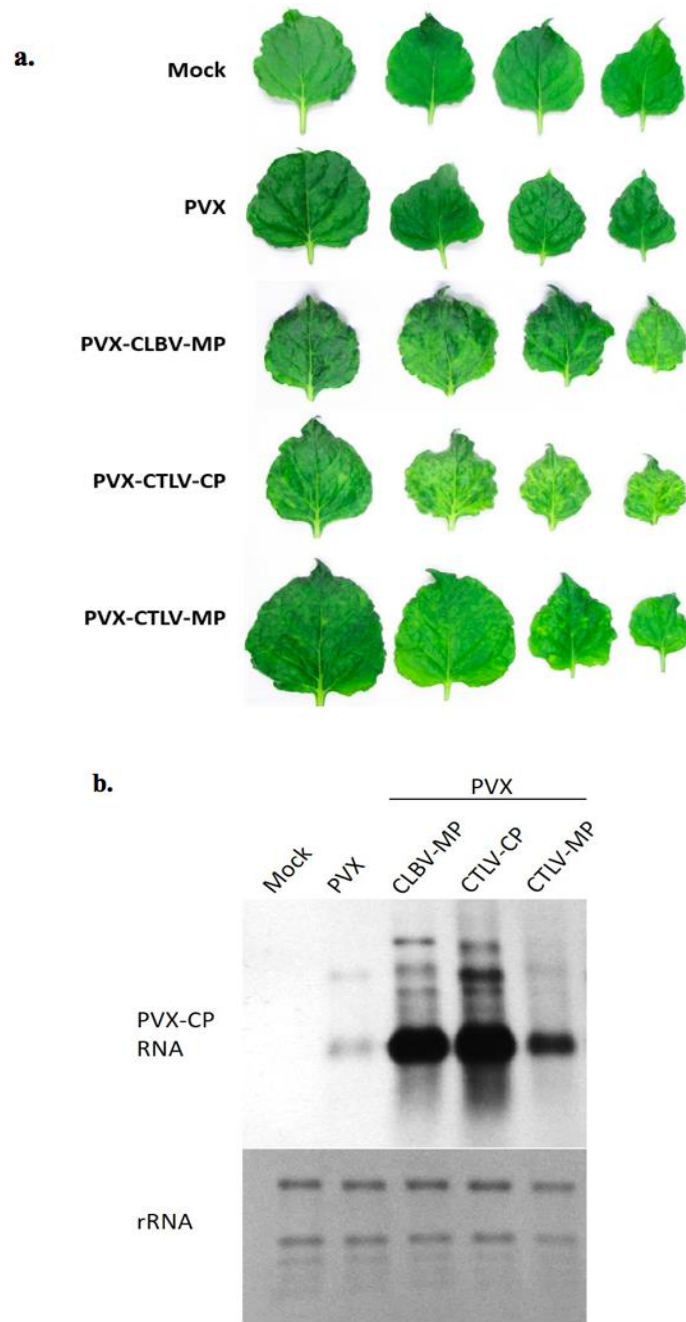 a.
Mock
PVX
PVX-CLBV-MP
PVX-CTLV-CP
PVX-CTLV-MP
b.
PVX
Mock
PVX
CLBV-MP
CTLV-CP
CTLV-MP
PVX-CP
RNA
rRNA